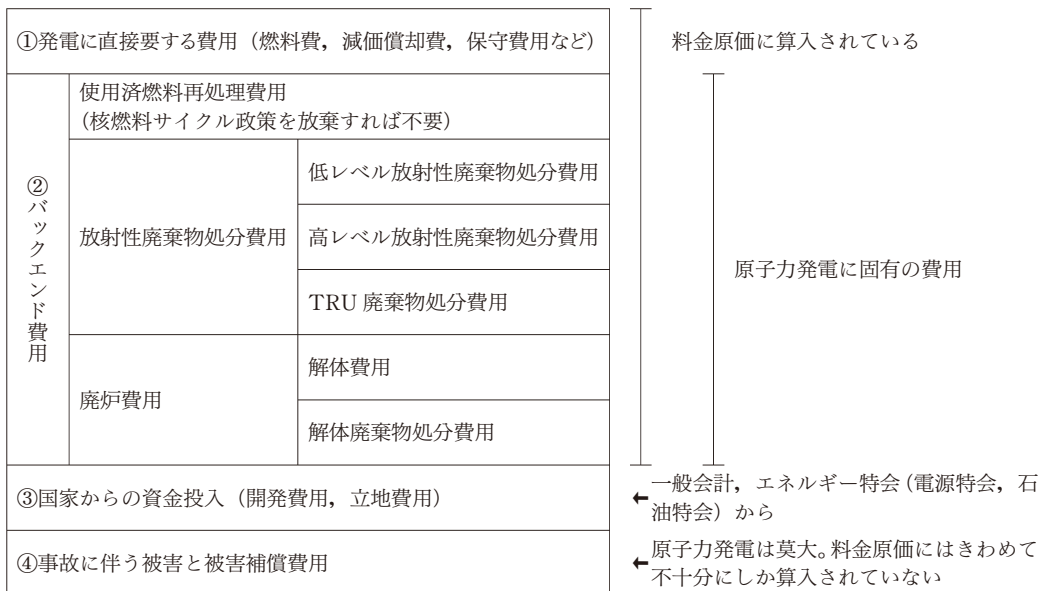 ①発電に直接要する費用（燃料費，減価償却費，保守費用など）
料金原価に算入されている
②バックエンド費用
使用済燃料再処理費用
（核燃料サイクル政策を放棄すれば不要）
放射性廃棄物処分費用
低レベル放射性廃棄物処分費用
高レベル放射性廃棄物処分費用
TRU 廃棄物処分費用
廃炉費用
解体費用
解体廃棄物処分費用
原子力発電に固有の費用
③国家からの資金投入（開発費用，立地費用）
一般会計，エネルギー特会（電源特会，石
油特会）から
④事故に伴う被害と被害補償費用
原子力発電は莫大。料金原価にはきわめて
不十分にしか算入されていない